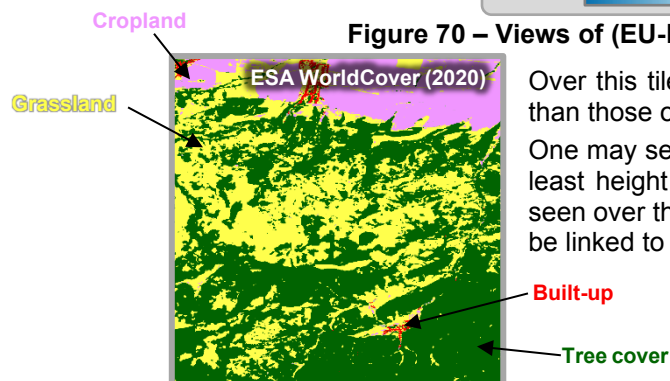 Figure 70 – Views of (EU-
Cropland
ESA WorldCover (2020)
Grassland
Over this tile
than those o
One may se
least height
seen over th
be linked to
Built-up
Tree cover